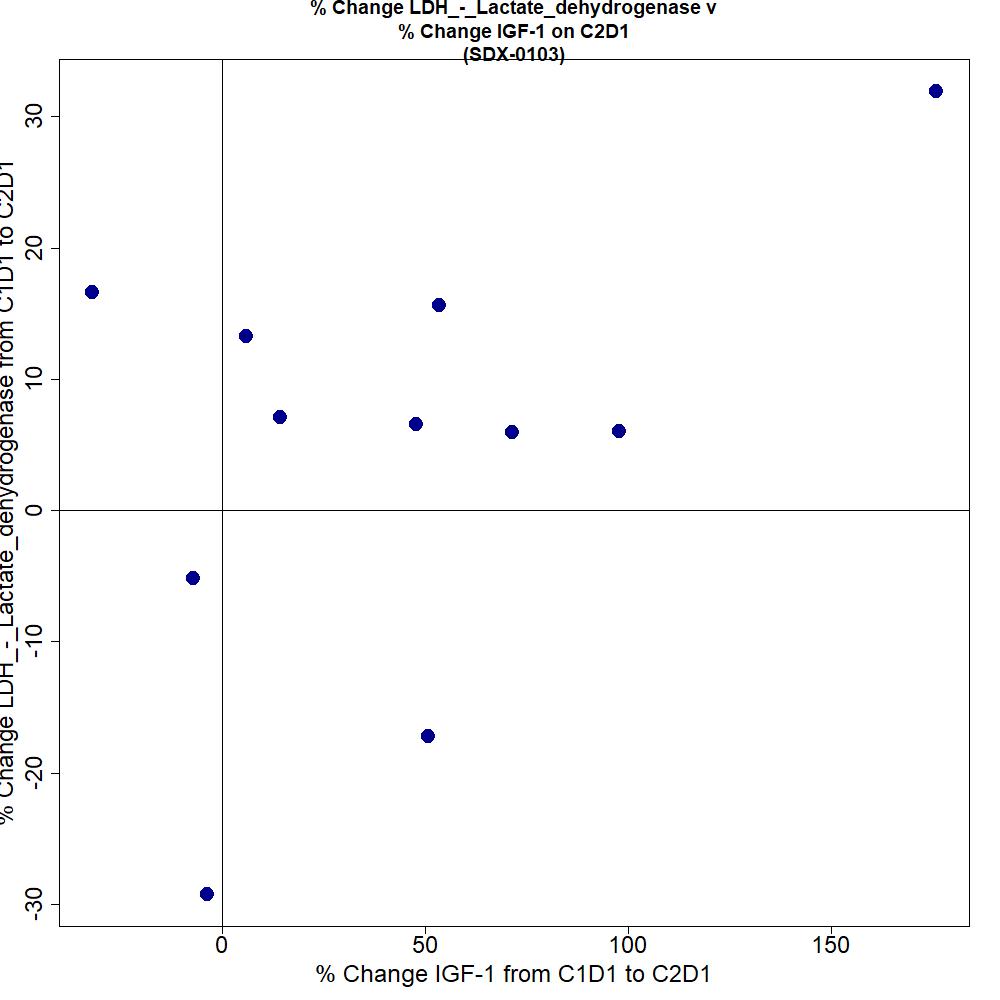 % Change LDH_-_Lactate_dehydrogenase v
% Change IGF-1 on C2D1
(SDX-0103)
% Change LDH_-_Lactate_dehydrogenase from C1D1 to C2D1
30
20
10
0
-10
-20
-30
0 50 100 150
% Change IGF-1 from C1D1 to C2D1